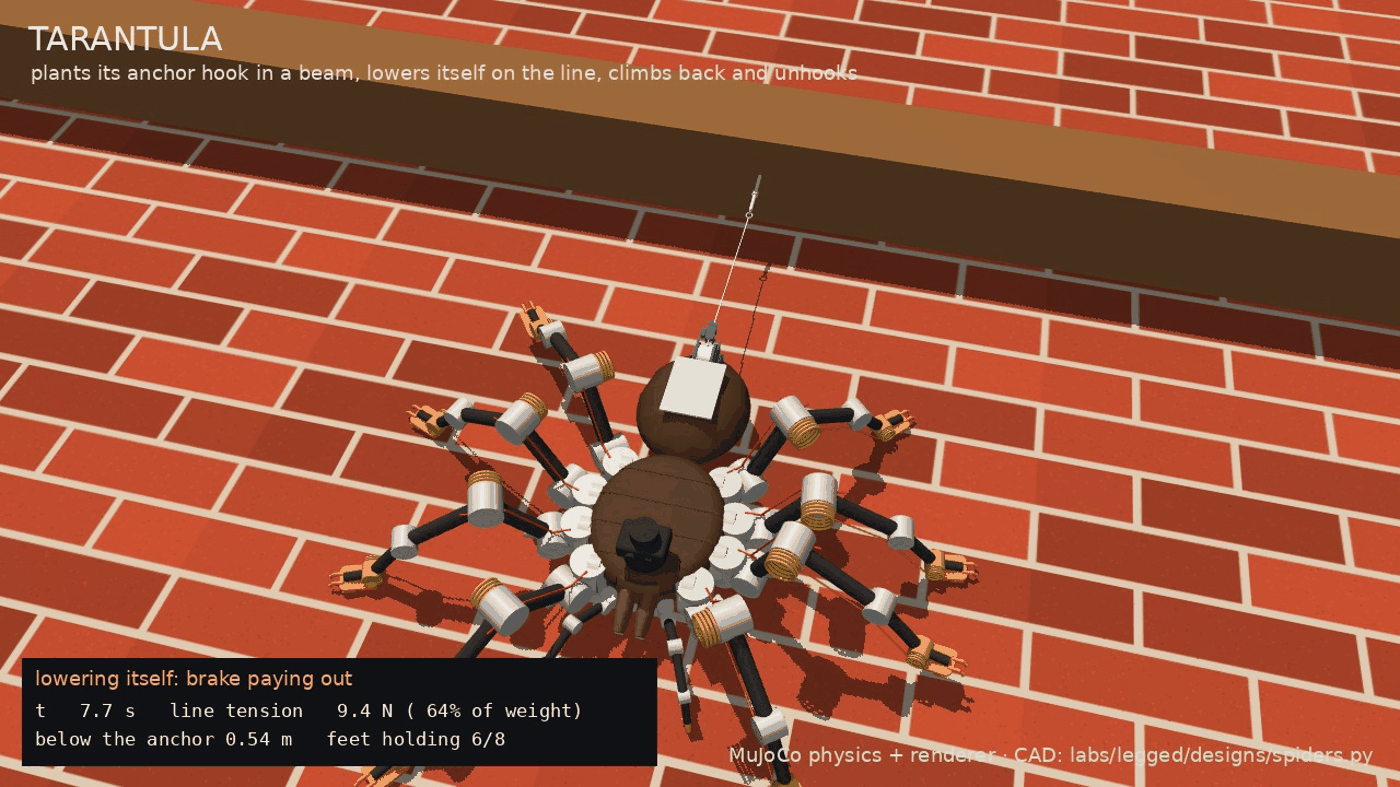 TARANTULA
plants its anchor hook in a beam, lowers itself on the line, climbs back and unhooks
lowering itself: brake paying out
t   7.7 s   line tension   9.4 N ( 64% of weight)
below the anchor 0.54 m   feet holding 6/8
MuJoCo physics + renderer · CAD: labs/legged/designs/spiders.py